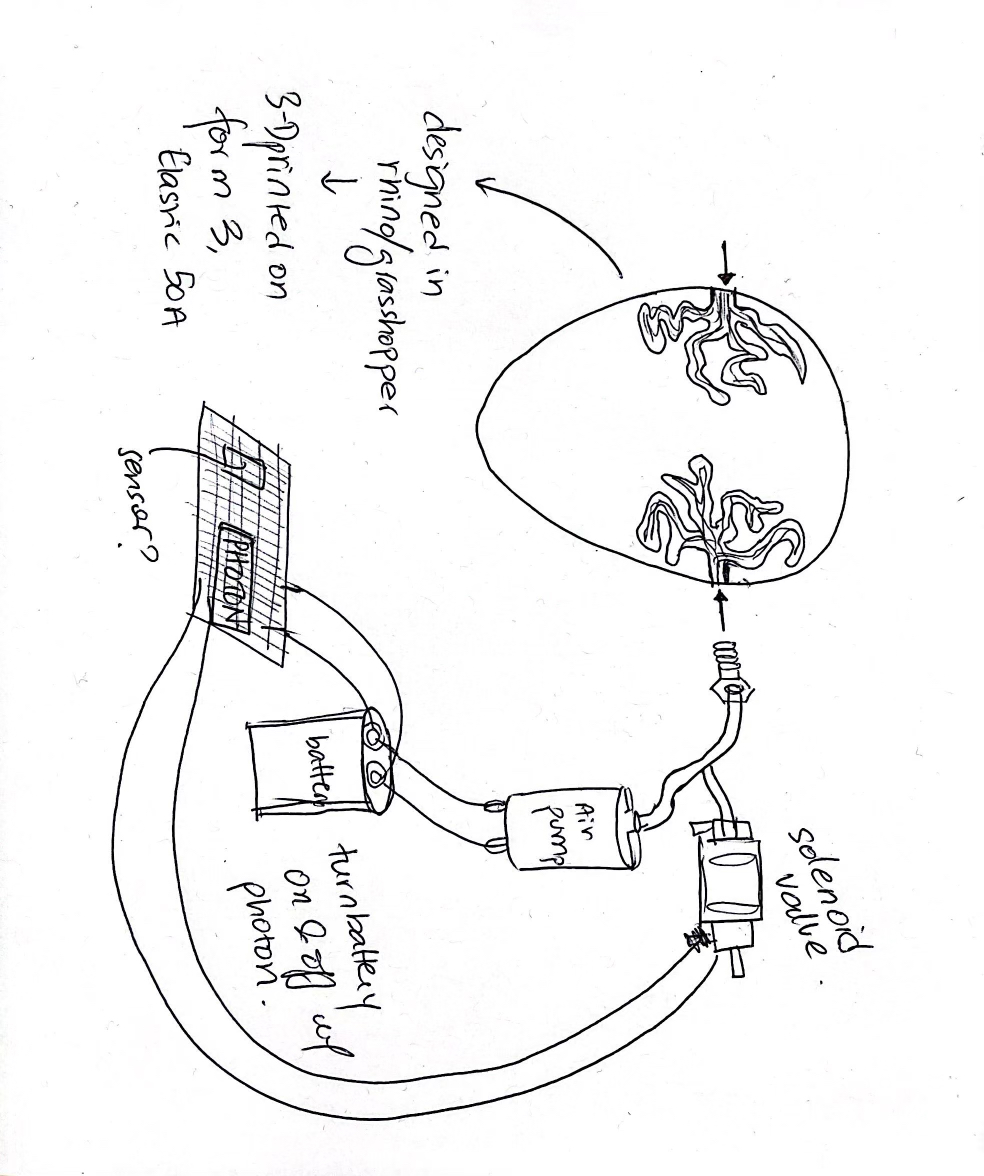 solenoid
valve.
designed in
rhino/grasshopper
↓
3-Dprinted on
form 3,
Elastic 50A
Air
pump
battery
turn battery
on & off w/
photon.
PHOTON
sensor?